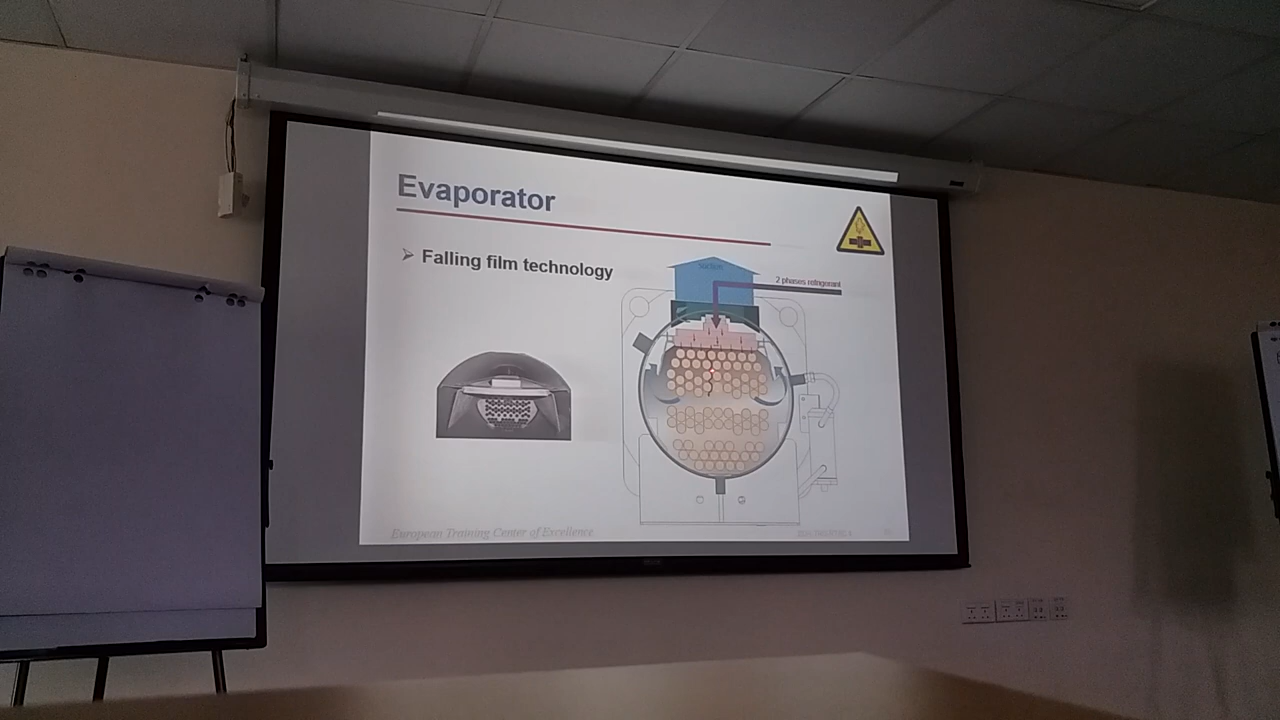 Evaporator
Falling film technology
Suction
2 phases refrigerant
European Training Center of Excellence